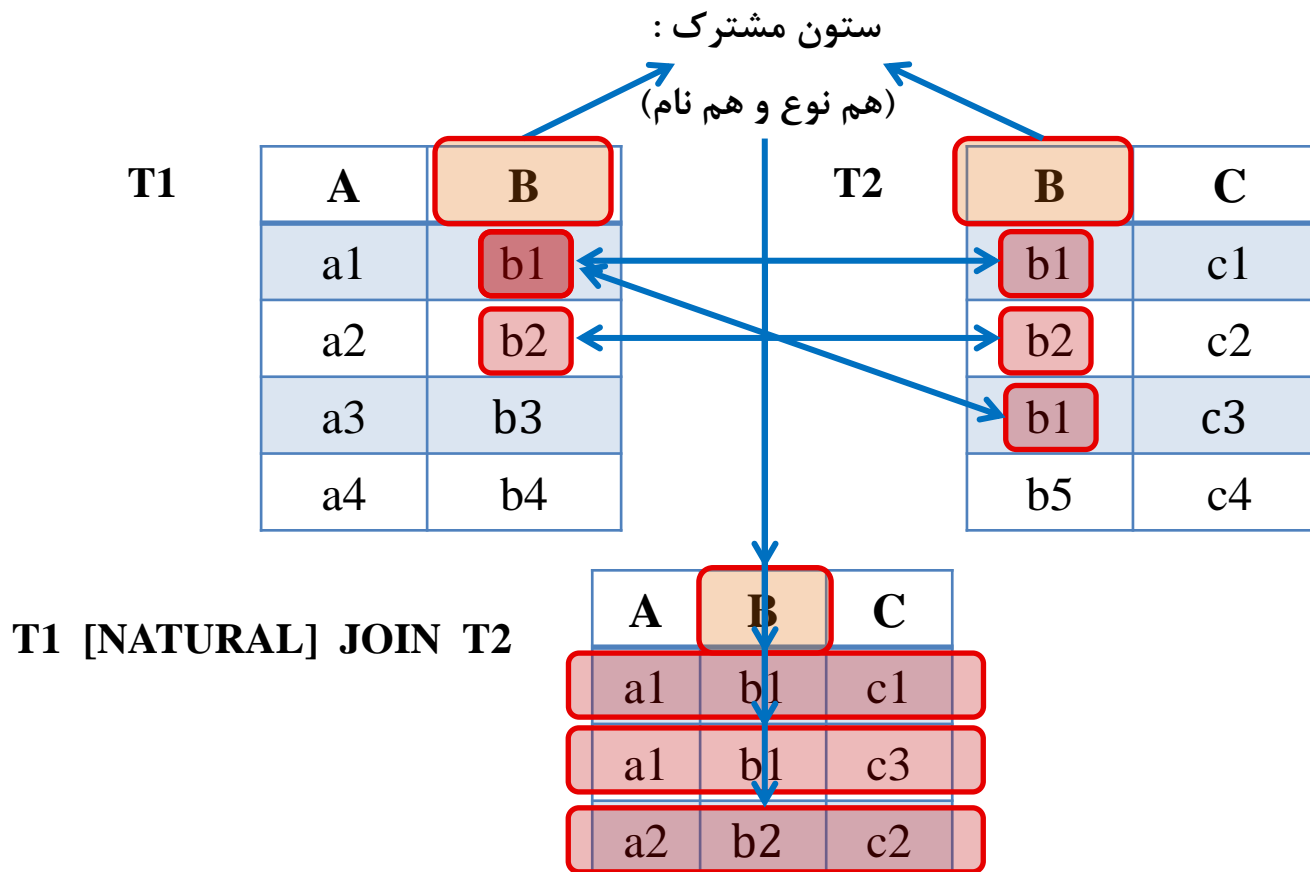 ستون مشترک :
(هم نوع و هم نام)
T1
A B
a1 b1
a2 b2
a3 b3
a4 b4
T2
B C
b1 c1
b2 c2
b1 c3
b5 c4
T1 [NATURAL] JOIN T2
A B C
a1 b1 c1
a1 b1 c3
a2 b2 c2